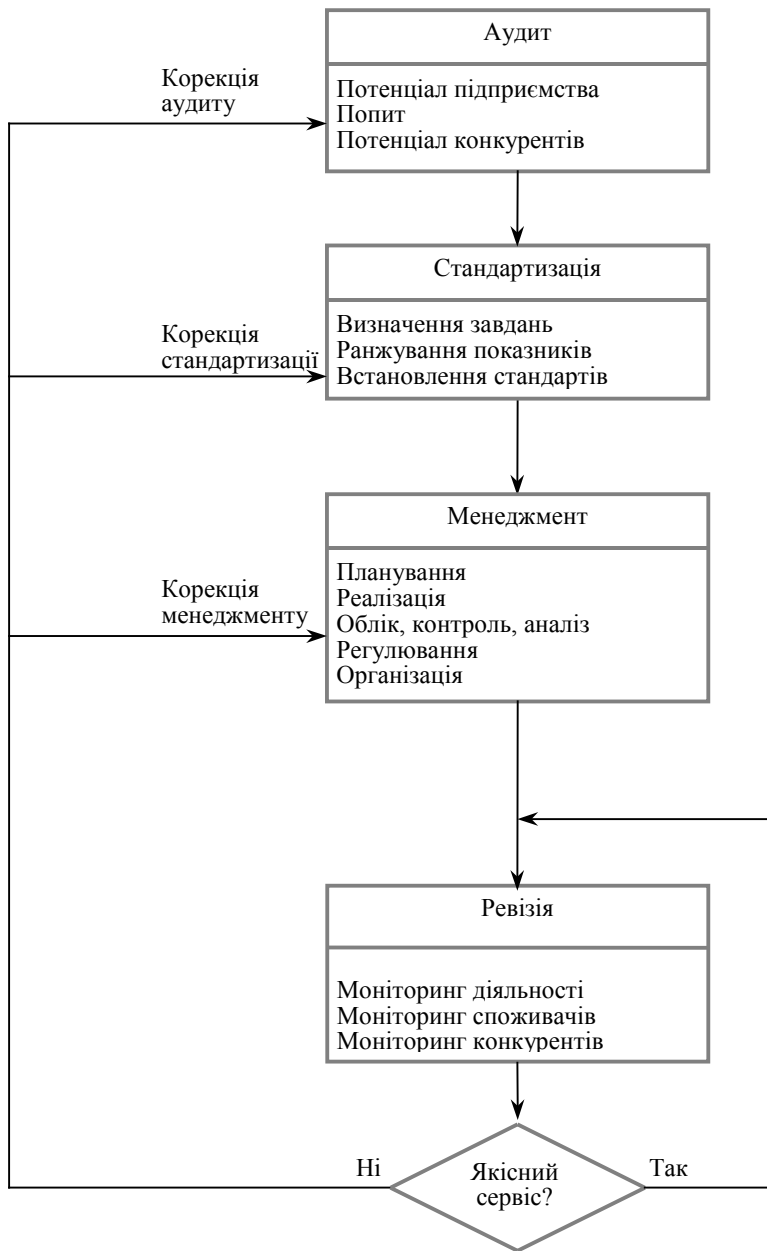 Аудит
Корекція
аудиту
Потенціал підприємства
Попит
Потенціал конкурентів
Стандартизація
Корекція
стандартизації
Визначення завдань
Ранжування показників
Встановлення стандартів
Менеджмент
Корекція
менеджменту
Планування
Реалізація
Облік, контроль, аналіз
Регулювання
Організація
Ревізія
Моніторинг діяльності
Моніторинг споживачів
Моніторинг конкурентів
Ні
Якісний
сервіс?
Так